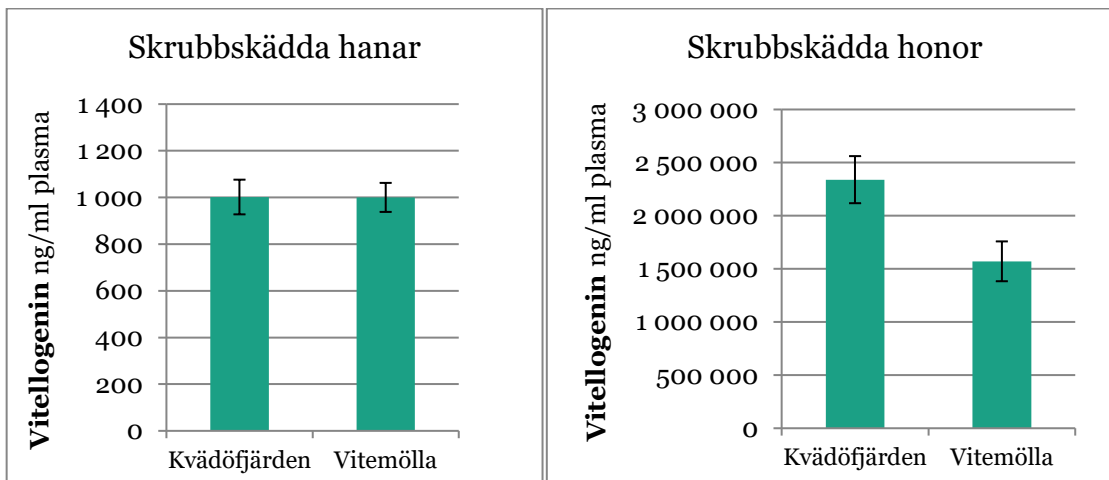 Skrubbskädda hanar
Vitellogenin ng/ml plasma
1 400
1 200
1 000
800
600
400
200
0
Kvädöfjärden Vitemölla
Skrubbskädda honor
Vitellogenin ng/ml plasma
3 000 000
2 500 000
2 000 000
1 500 000
1 000 000
500 000
0
Kvädöfjärden Vitemölla